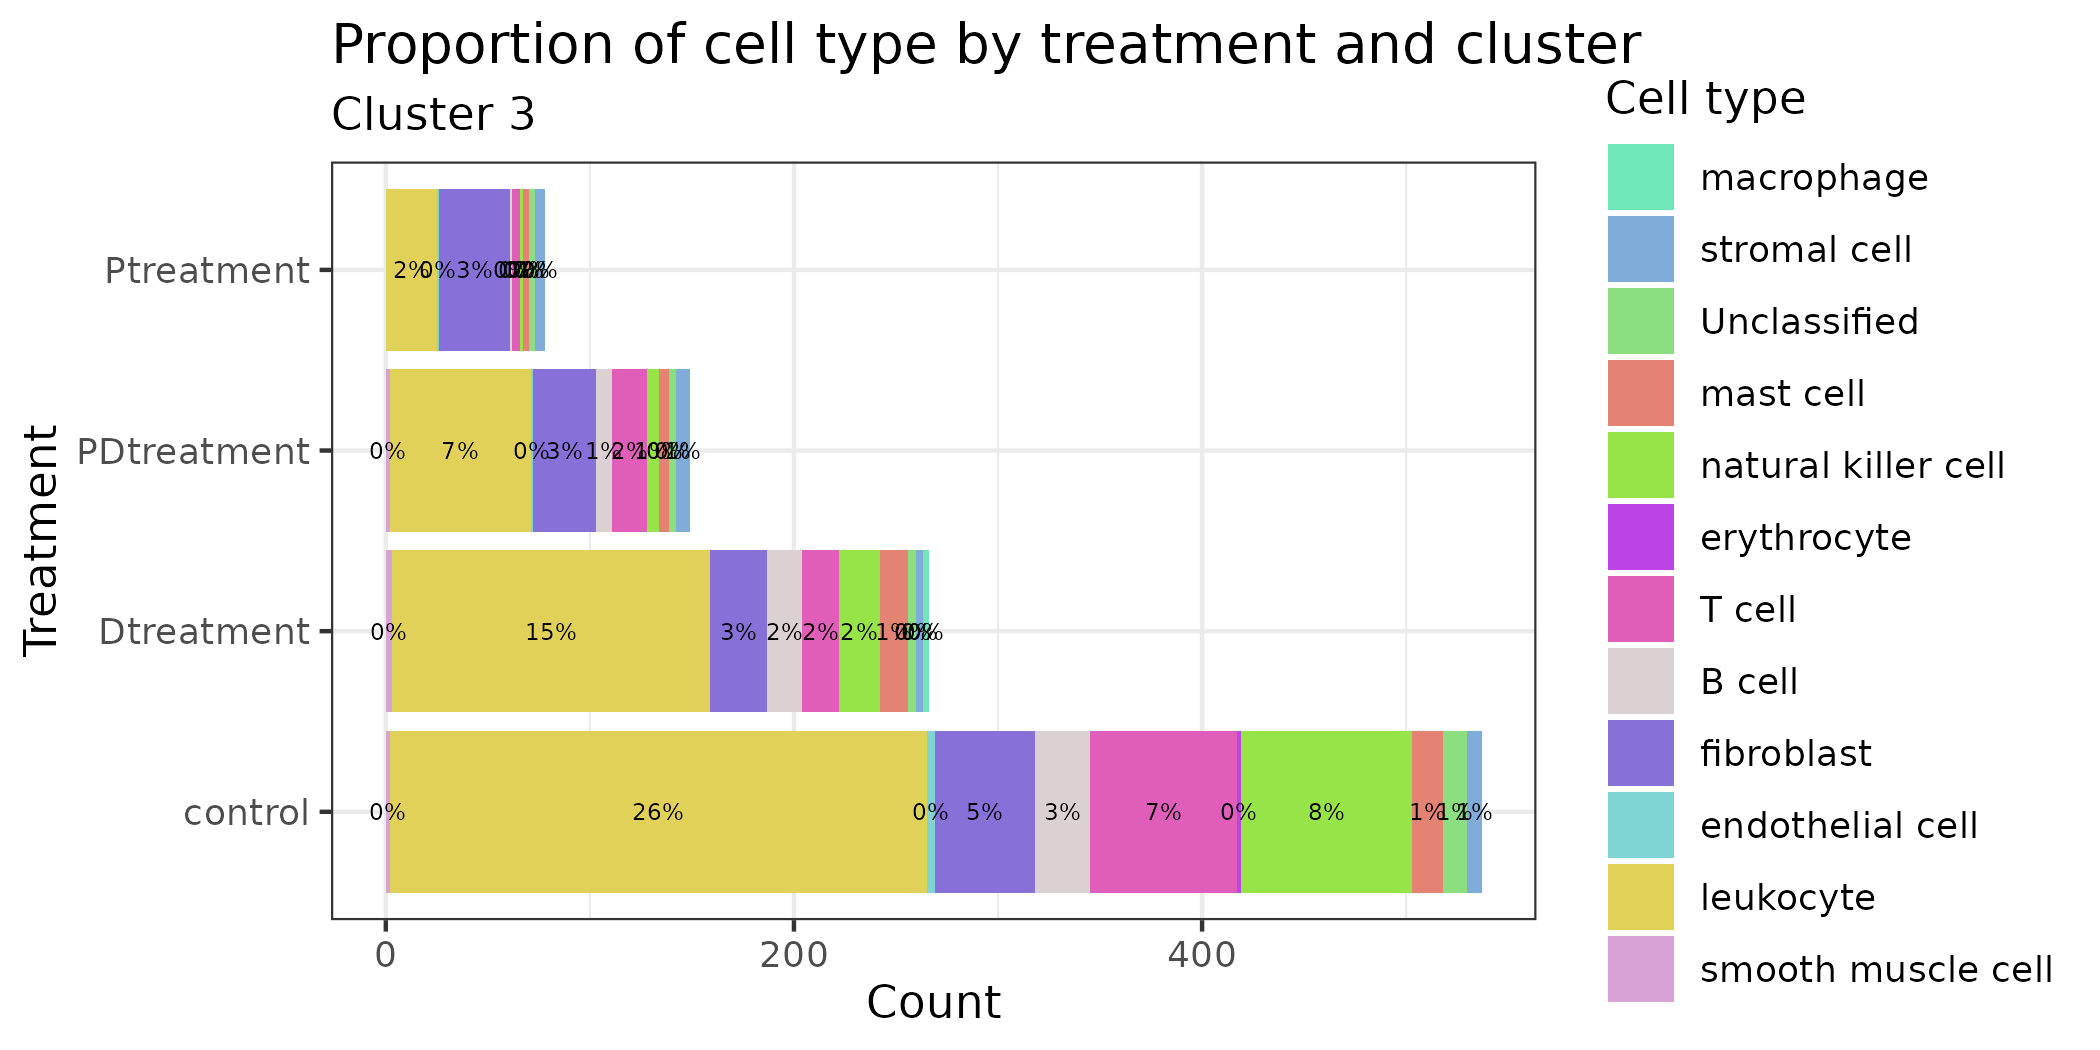 Proportion of cell type by treatment and cluster
Cluster 3
Cell type
macrophage
stromal cell
Unclassified
mast cell
natural killer cell
erythrocyte
T cell
B cell
fibroblast
endothelial cell
leukocyte
smooth muscle cell
Treatment
Ptreatment
2% 0% 3%
PDtreatment
0% 7% 0% 3% 1% 2%
Dtreatment
0% 15% 3% 2% 2% 2% 1%
control
0% 26% 0% 5% 3% 7% 0% 8% 1% 1% 1%
0 200 400
Count